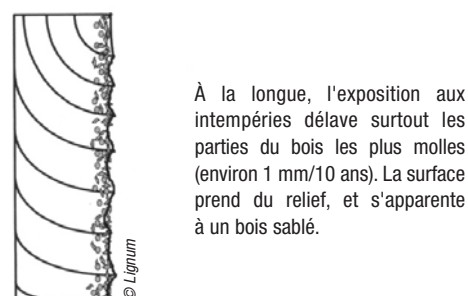 À la longue, l'exposition aux
intempéries délave surtout les
parties du bois les plus molles
(environ 1 mm/10 ans). La surface
prend du relief, et s'apparente
à un bois sablé.
© Lignum